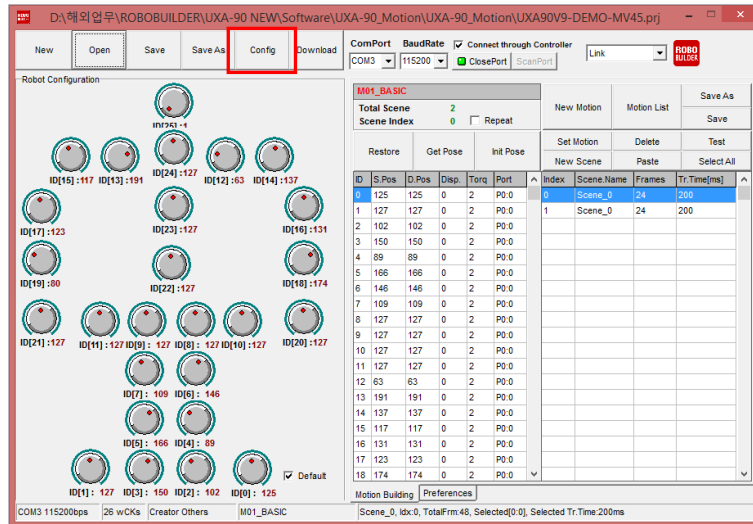 D:\해외업무\ROBOBUILDER\UXA-90 NEW\Software\UXA-90_Motion\UXA-90_Motion\UXA90V9-DEMO-MV45.prj
New Open Save Save As Config Download
ComPort BaudRate Connect through Controller
COM3 115200 ClosePort ScanPort Link ROBO BUILDER
Robot Configuration
ID[25] :1
ID[15] :117 ID[13] :191 ID[24] :127 ID[12] :63 ID[14] :137
ID[17] :123 ID[23] :127 ID[16] :131
ID[19] :80 ID[22] :127 ID[18] :174
ID[21] :127 ID[11] :127 ID[9] : 127 ID[8] : 127 ID[10] :127 ID[20] :127
ID[7] : 109 ID[6] : 146
ID[5] : 166 ID[4] : 89
Default
ID[1] : 127 ID[3] : 150 ID[2] : 102 ID[0] : 125
M01_BASIC
Total Scene 2
Scene Index 0 Repeat
New Motion Motion List Save As
Save
Restore Get Pose Init Pose
Set Motion Delete Test
New Scene Paste Select All
ID S.Pos D.Pos Disp. Torq Port
0 125 125 0 2 P0:0
1 127 127 0 2 P0:0
2 102 102 0 2 P0:0
3 150 150 0 2 P0:0
4 89 89 0 2 P0:0
5 166 166 0 2 P0:0
6 146 146 0 2 P0:0
7 109 109 0 2 P0:0
8 127 127 0 2 P0:0
9 127 127 0 2 P0:0
10 127 127 0 2 P0:0
11 127 127 0 2 P0:0
12 63 63 0 2 P0:0
13 191 191 0 2 P0:0
14 137 137 0 2 P0:0
15 117 117 0 2 P0:0
16 131 131 0 2 P0:0
17 123 123 0 2 P0:0
18 174 174 0 2 P0:0
Index Scene.Name Frames Tr.Time[ms]
0 Scene_0 24 200
1 Scene_0 24 200
Motion Building Preferences
COM3 115200bps 26 wCKs Creator Others M01_BASIC Scene_0, Idx:0, TotalFrm:48, Selected[0:0], Selected Tr.Time:200ms